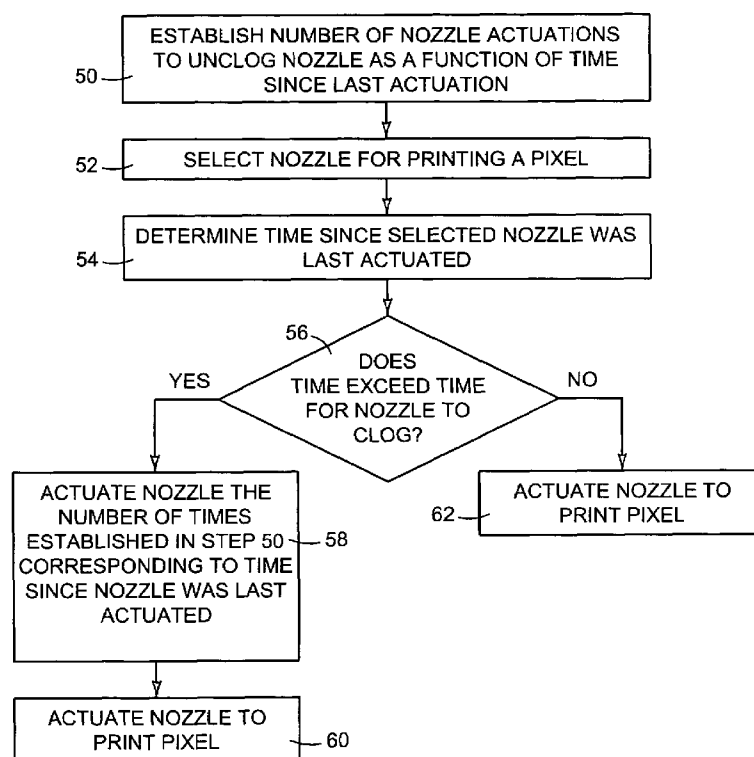 ESTABLISH NUMBER OF NOZZLE ACTUATIONS
TO UNCLOG NOZZLE AS A FUNCTION OF TIME
SINCE LAST ACTUATION
50
SELECT NOZZLE FOR PRINTING A PIXEL
52
DETERMINE TIME SINCE SELECTED NOZZLE WAS
LAST ACTUATED
54
56
DOES
TIME EXCEED TIME
FOR NOZZLE TO
CLOG?
YES
NO
ACTUATE NOZZLE THE
NUMBER OF TIMES
ESTABLISHED IN STEP 50
CORRESPONDING TO TIME
SINCE NOZZLE WAS LAST
ACTUATED
58
ACTUATE NOZZLE TO
PRINT PIXEL
62
ACTUATE NOZZLE TO
PRINT PIXEL
60